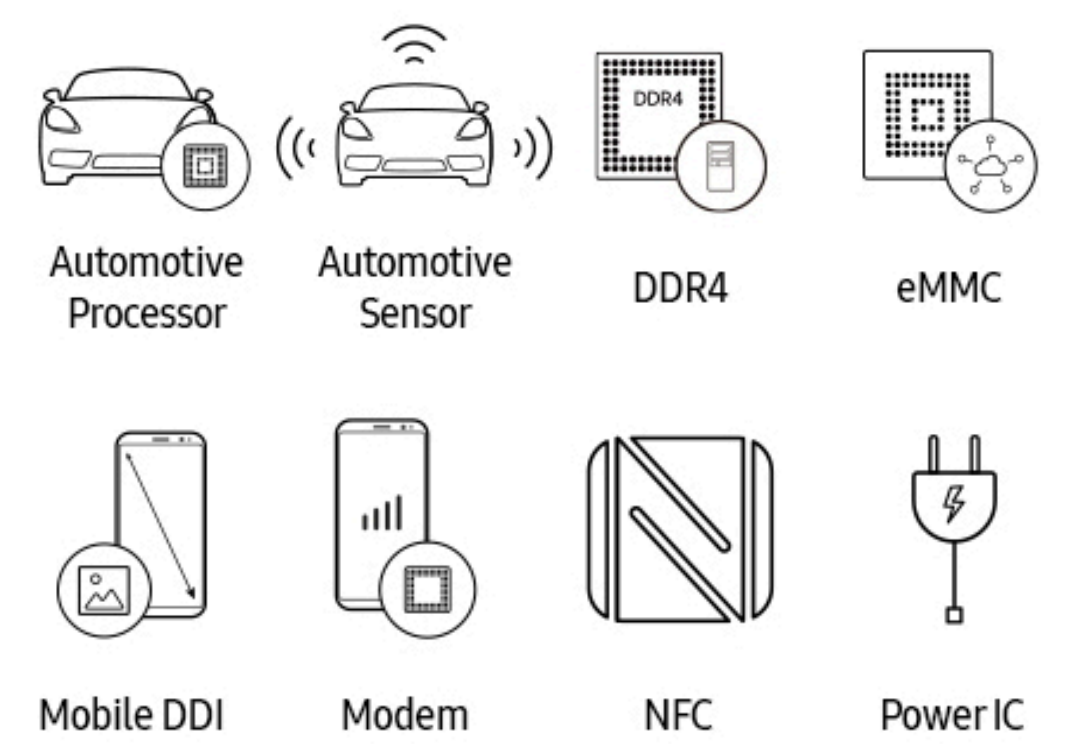 DDR4
Automotive
Processor
Automotive
Sensor
DDR4
eMMC
Mobile DDI
Modem
NFC
Power IC